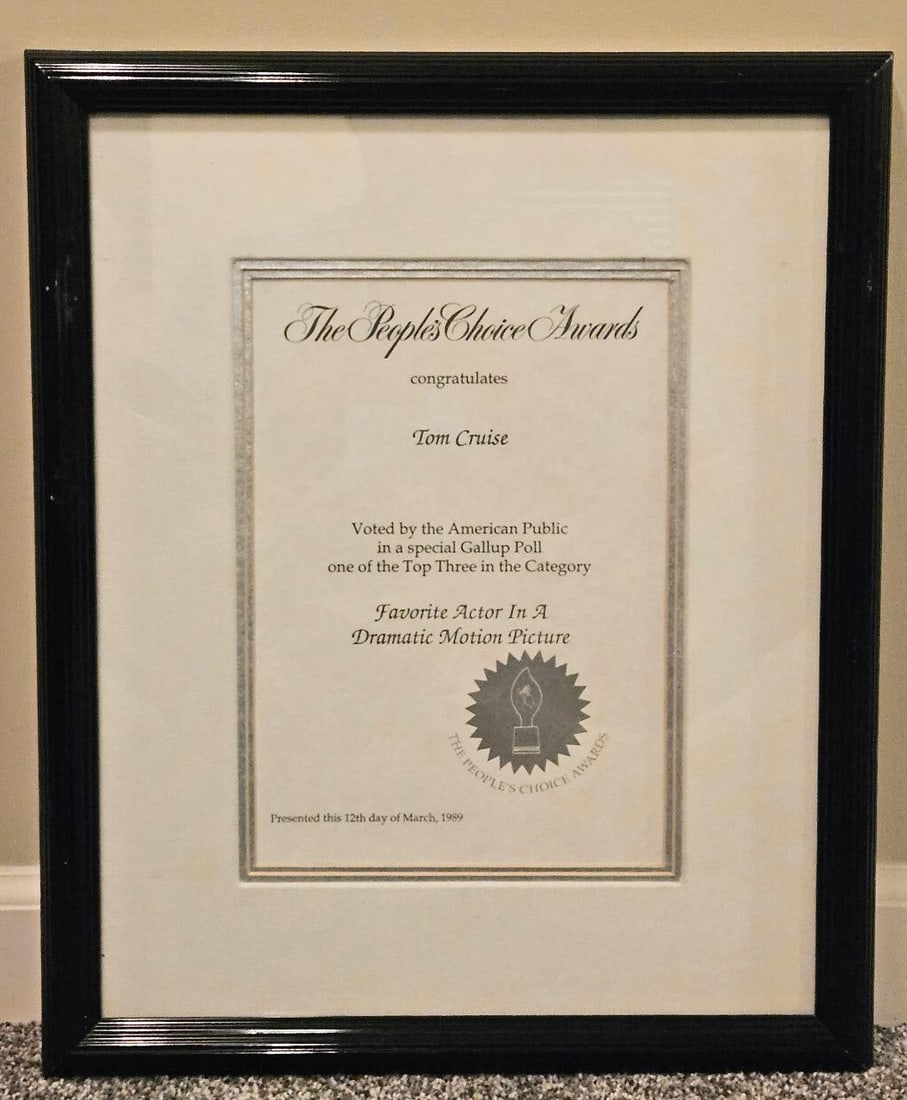 The People's Choice Awards
congratulates
Tom Cruise
Voted by the American Public
in a special Gallup Poll
one of the Top Three in the Category
Favorite Actor In A
Dramatic Motion Picture
THE PEOPLE'S CHOICE AWARDS
Presented this 12th day of March, 1989